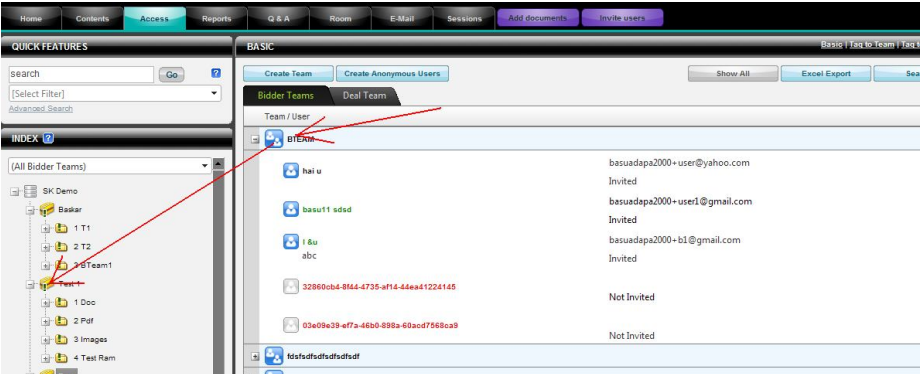 Home Contents Access Reports Q & A Room E-Mail Sessions Add documents Invite users
QUICK FEATURES
search Go ?
[Select Filter]
Advanced Search
INDEX ?
(All Bidder Teams)
SK Demo
Baskar
1 T1
2 T2
3 BTeam1
Test 1
1 Doc
2 Pdf
3 Images
4 Test Ram
BASIC Basic | Tag to Team | Tag t
Create Team Create Anonymous Users Show All Excel Export Sea
Bidder Teams Deal Team
Team / User
BTEAM
hai u basuadapa2000+user@yahoo.com
Invited
basu11 sdsd basuadapa2000+user1@gmail.com
Invited
l &u basuadapa2000+b1@gmail.com
abc Invited
32860cb4-8f44-4735-af14-44ea41224145
Not Invited
03e09e39-ef7a-46b0-898a-60acd7568ca9
Not Invited
fdsfsdfsdfsdfsdfsdf